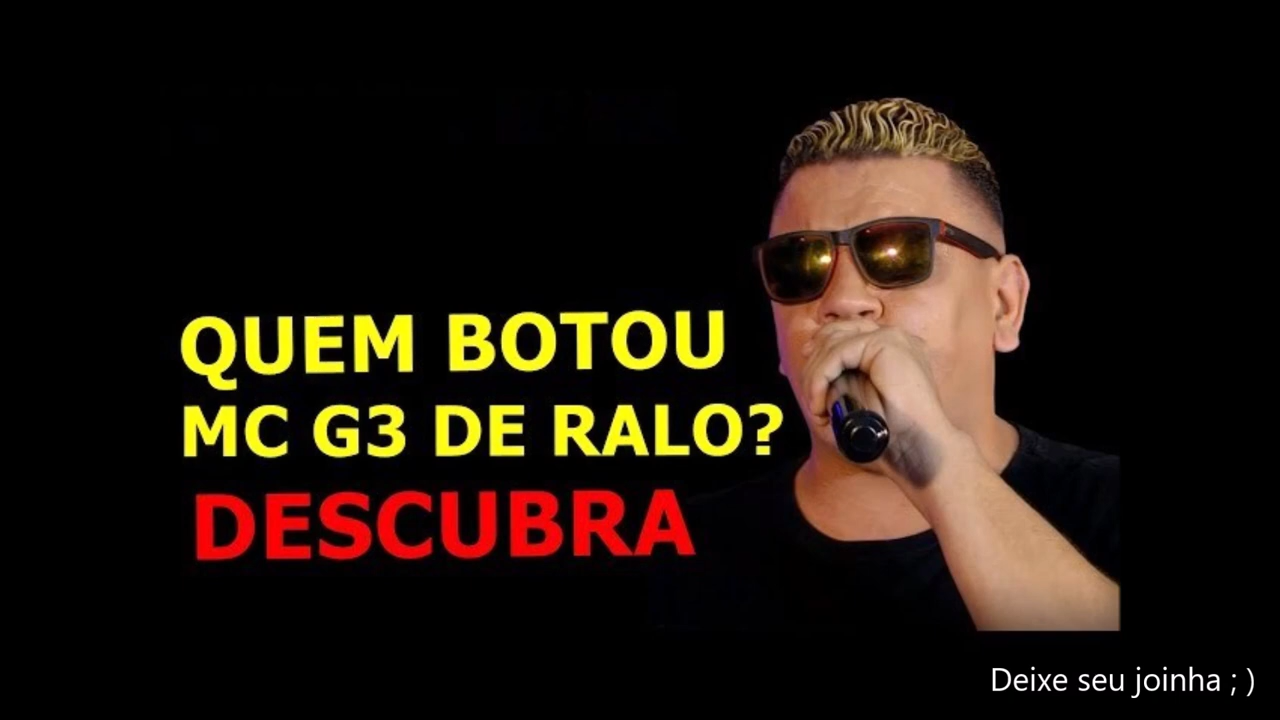 QUEM BOTOU
MC G3 DE RALO?
DESCUBRA
Deixe seu joinha ; )